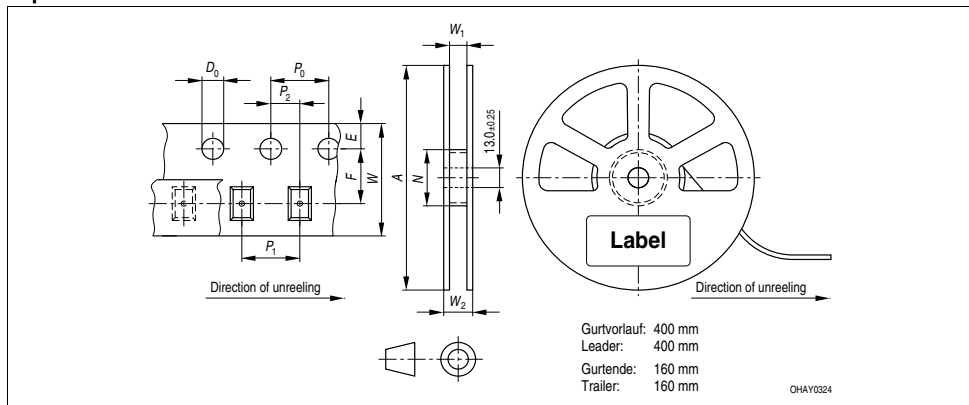 W1
D0
P0
P2
E
F
W
A
N
13.0±0.25
Label
P1
W2
Direction of unreeling
Direction of unreeling
Gurtvorlauf: 400 mm
Leader: 400 mm
Gurtende: 160 mm
Trailer: 160 mm
OHAY0324